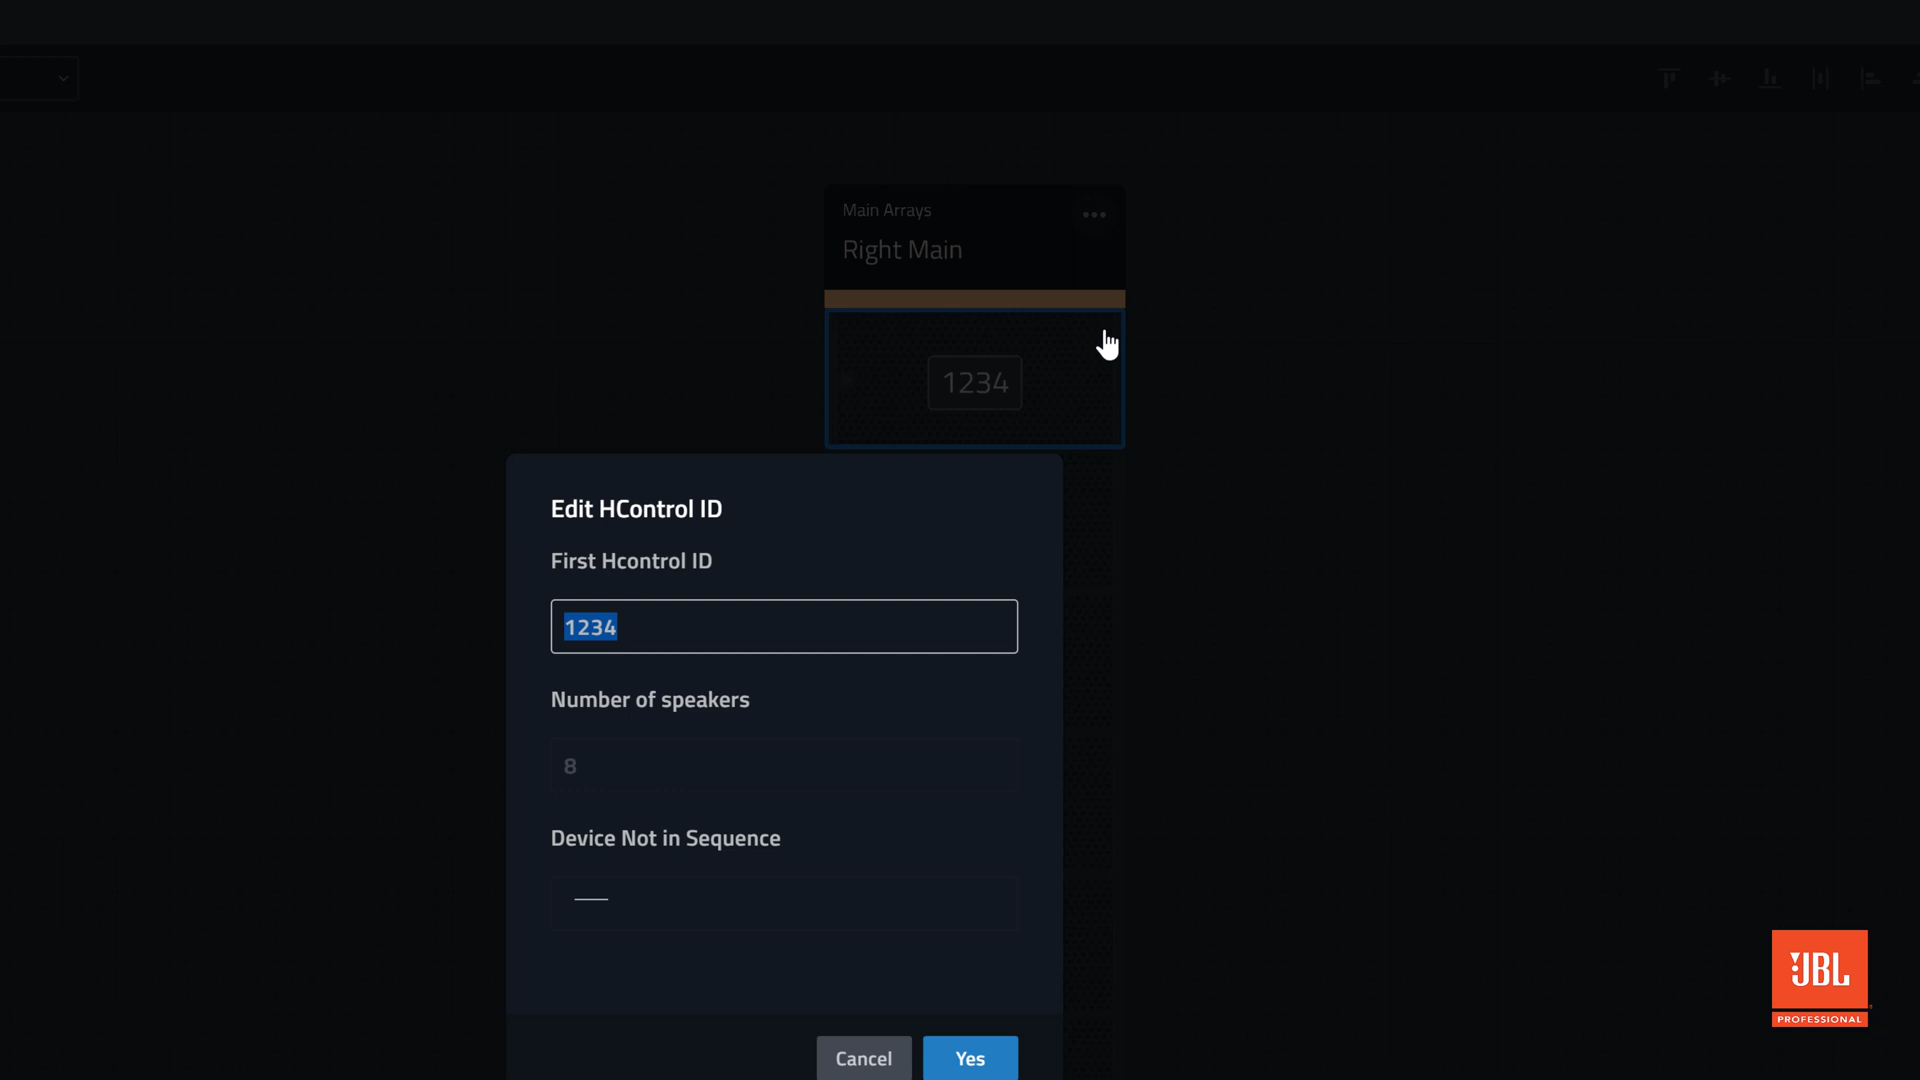 Main Arrays
Right Main
1234
Edit HControl ID
First Hcontrol ID
1234
Number of speakers
8
Device Not in Sequence
Cancel
Yes
JBL
PROFESSIONAL